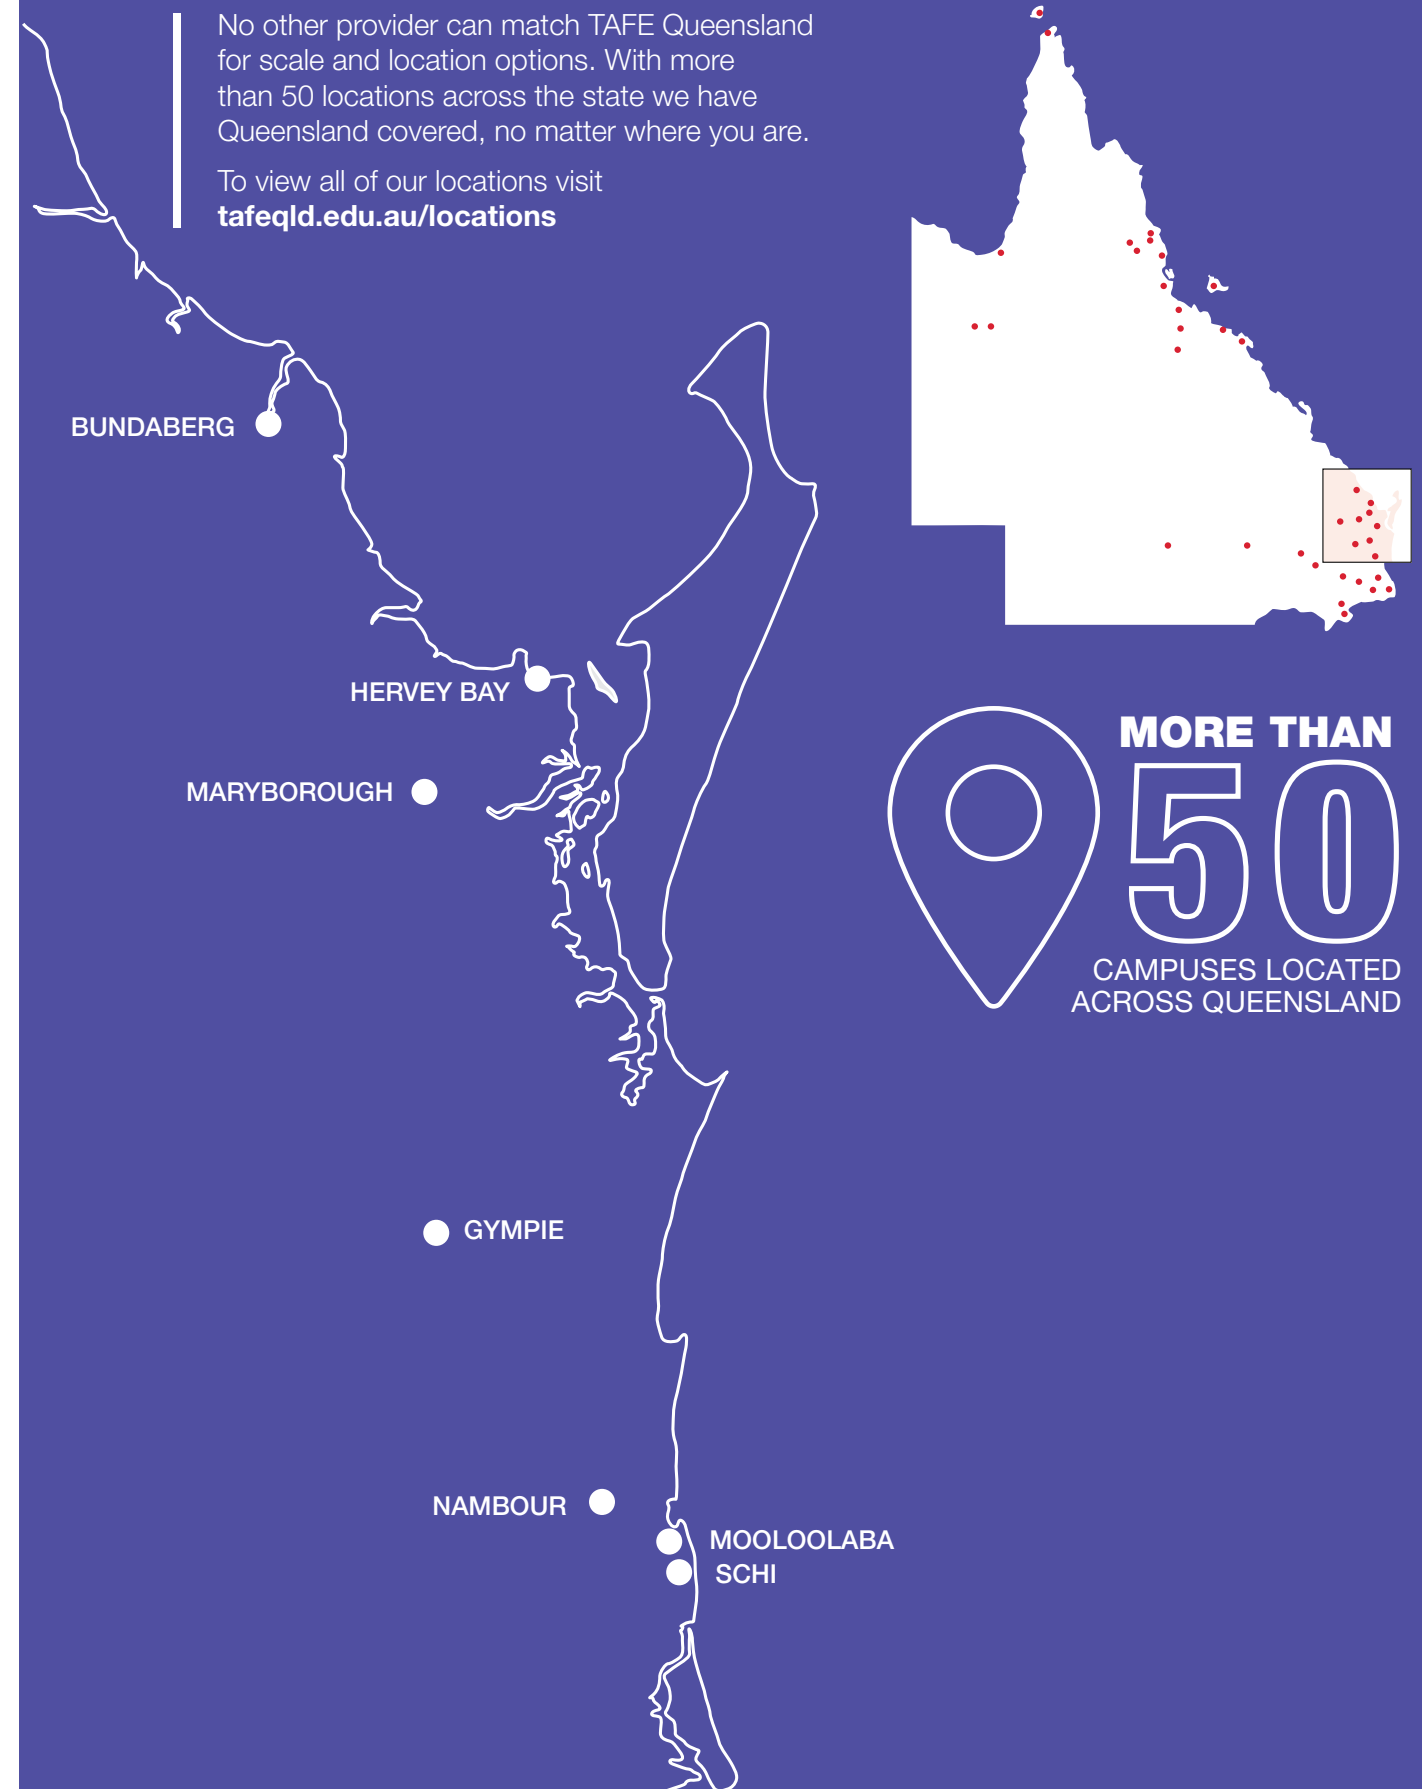 No other provider can match TAFE Queensland
for scale and location options. With more
than 50 locations across the state we have
Queensland covered, no matter where you are.
To view all of our locations visit
tafeqld.edu.au/locations
BUNDABERG
HERVEY BAY
MARYBOROUGH
MORE THAN
50
CAMPUSES LOCATED
ACROSS QUEENSLAND
GYMPIE
NAMBOUR
MOOLOOLABA
SCHI